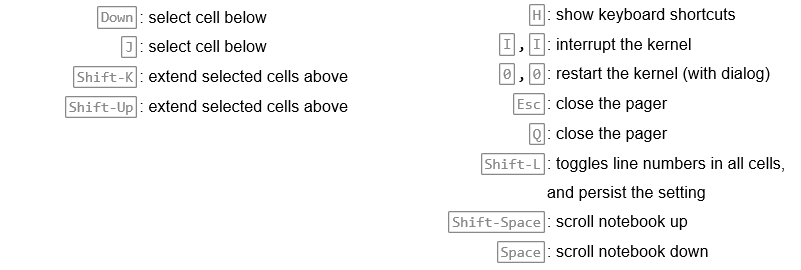 Down : select cell below
J : select cell below
Shift-K : extend selected cells above
Shift-Up : extend selected cells above
H : show keyboard shortcuts
I , I : interrupt the kernel
0 , 0 : restart the kernel (with dialog)
Esc : close the pager
Q : close the pager
Shift-L : toggles line numbers in all cells,
and persist the setting
Shift-Space : scroll notebook up
Space : scroll notebook down